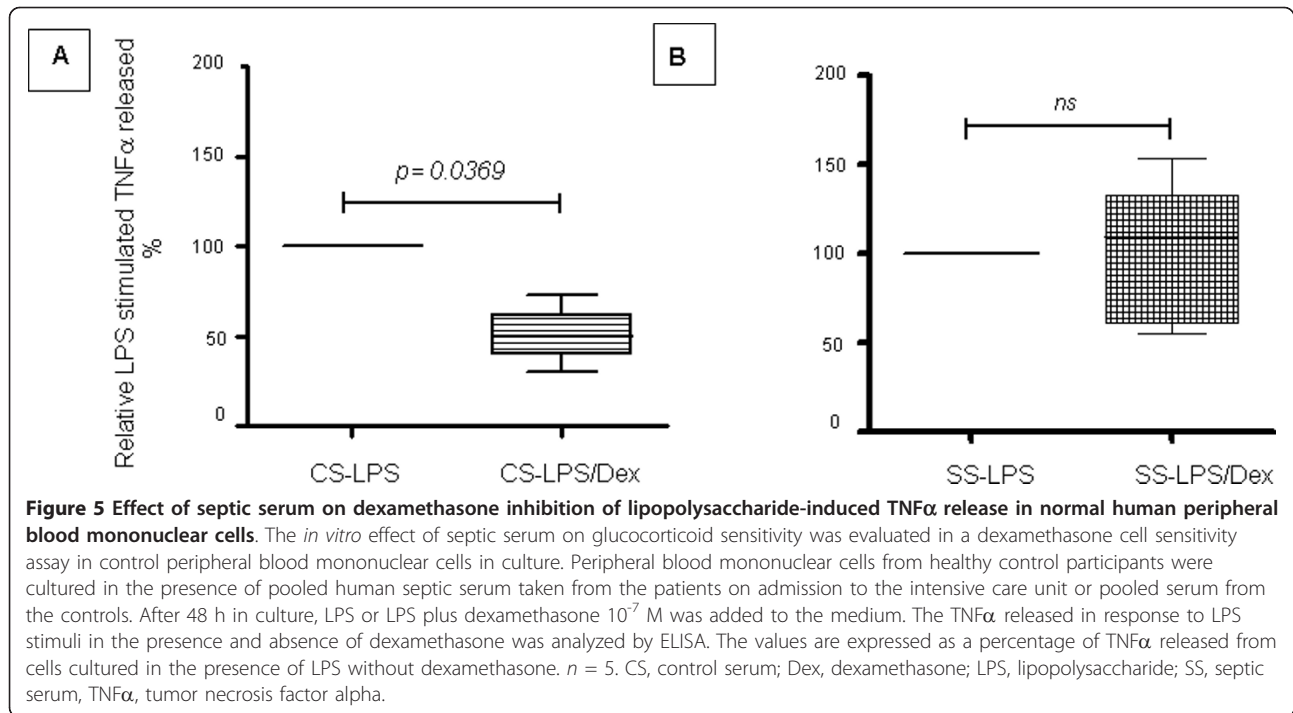 A
B
Relative LPS stimulated TNFα released
%
200
150
100
50
0
p= 0.0369
CS-LPS
CS-LPS/Dex
200
150
100
50
0
ns
SS-LPS
SS-LPS/Dex
Figure 5 Effect of septic serum on dexamethasone inhibition of lipopolysaccharide-induced TNFα release in normal human peripheral
blood mononuclear cells. The in vitro effect of septic serum on glucocorticoid sensitivity was evaluated in a dexamethasone cell sensitivity
assay in control peripheral blood mononuclear cells in culture. Peripheral blood mononuclear cells from healthy control participants were
cultured in the presence of pooled human septic serum taken from the patients on admission to the intensive care unit or pooled serum from
the controls. After 48 h in culture, LPS or LPS plus dexamethasone 10⁻⁷ M was added to the medium. The TNFα released in response to LPS
stimuli in the presence and absence of dexamethasone was analyzed by ELISA. The values are expressed as a percentage of TNFα released from
cells cultured in the presence of LPS without dexamethasone. n = 5. CS, control serum; Dex, dexamethasone; LPS, lipopolysaccharide; SS, septic
serum, TNFα, tumor necrosis factor alpha.